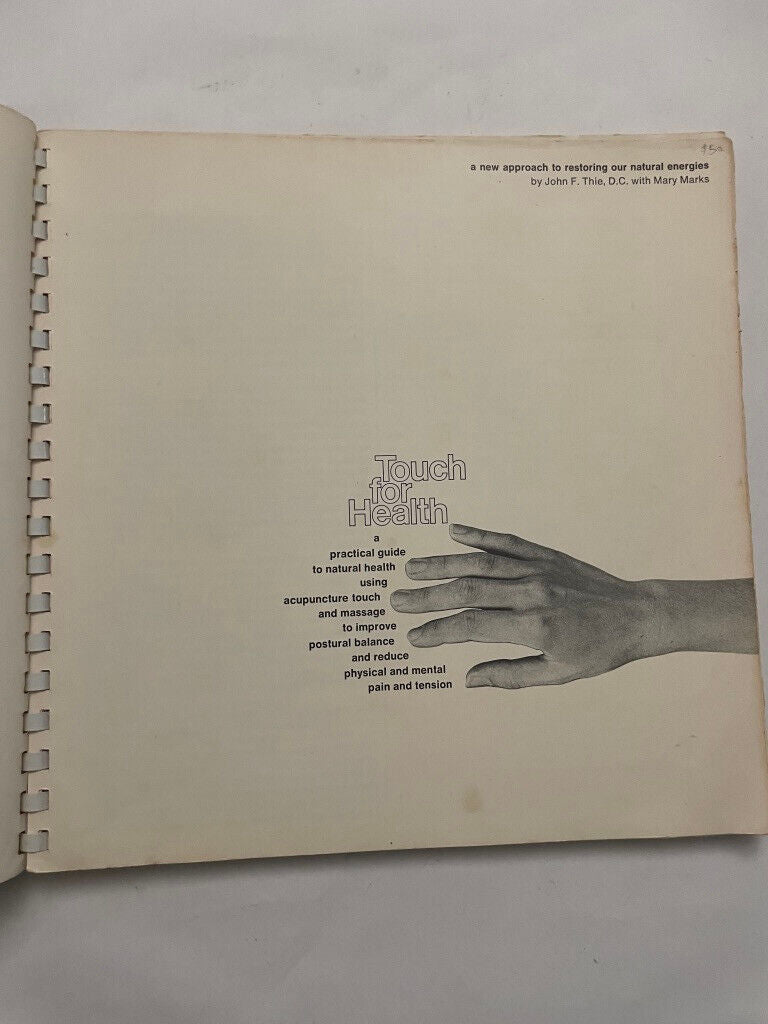 $5.00
a new approach to restoring our natural energies
by John F. Thie, D.C. with Mary Marks
Touch
for
Health
a
practical guide
to natural health
using
acupuncture touch
and massage
to improve
postural balance
and reduce
physical and mental
pain and tension